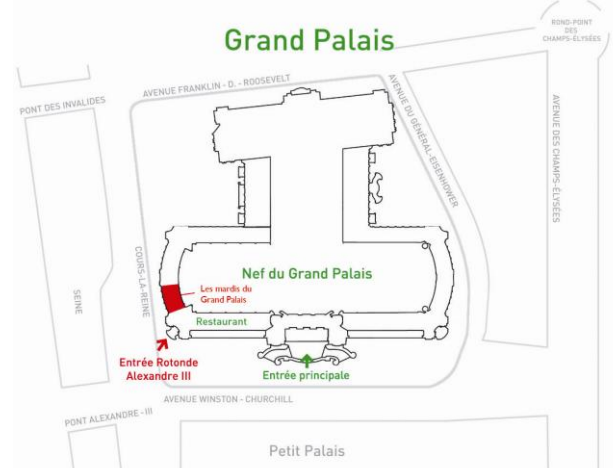 Grand Palais
ROND-POINT
DES
CHAMPS-ÉLYSÉES
AVENUE FRANKLIN - D. - ROOSEVELT
PONT DES INVALIDES
AVENUE DU GÉNÉRAL-EISENHOWER
AVENUE DES CHAMPS-ÉLYSÉES
COURS-LA-REINE
SEINE
Nef du Grand Palais
Les mardis du
Grand Palais
Restaurant
Entrée Rotonde
Alexandre III
Entrée principale
AVENUE WINSTON - CHURCHILL
PONT ALEXANDRE - III
Petit Palais